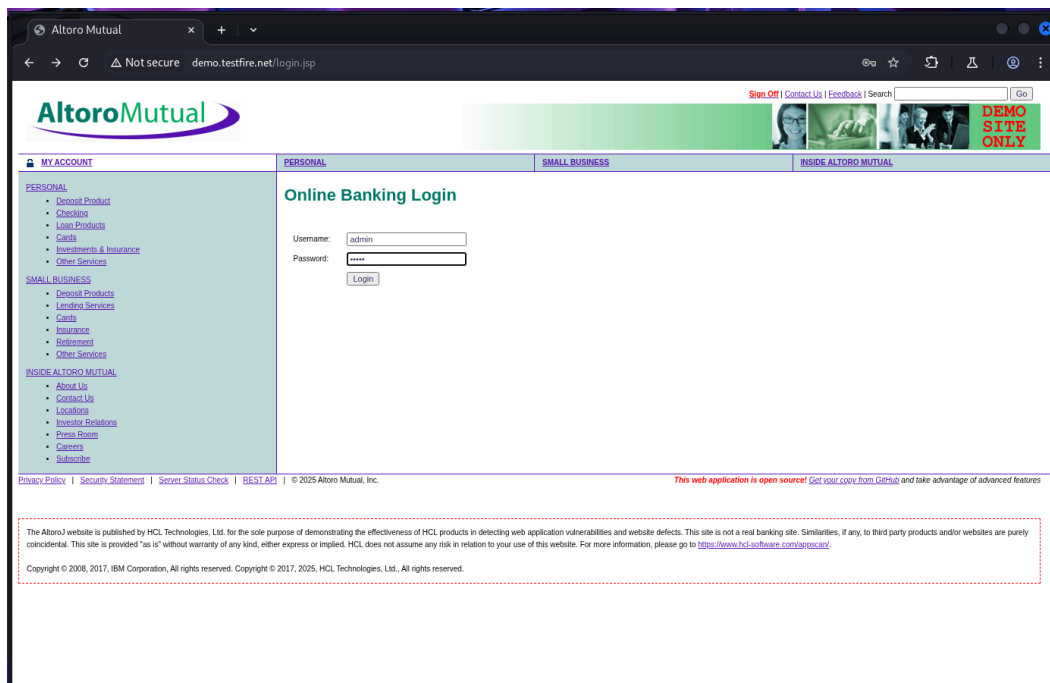 Altoro Mutual
Not secure demo.testfire.net/login.jsp
Sign Off | Contact Us | Feedback | Search Go
AltoroMutual
DEMO
SITE
ONLY
MY ACCOUNT PERSONAL SMALL BUSINESS INSIDE ALTORO MUTUAL
PERSONAL
Deposit Product
Checking
Loan Products
Cards
Investments & Insurance
Other Services
SMALL BUSINESS
Deposit Products
Lending Services
Cards
Insurance
Retirement
Other Services
INSIDE ALTORO MUTUAL
About Us
Contact Us
Locations
Investor Relations
Press Room
Careers
Subscribe
Online Banking Login
Username: admin
Password: •••••
Login
Privacy Policy | Security Statement | Server Status Check | REST API | © 2025 Altoro Mutual, Inc. This web application is open source! Get your copy from GitHub and take advantage of advanced features
The AltoroJ website is published by HCL Technologies, Ltd. for the sole purpose of demonstrating the effectiveness of HCL products in detecting web application vulnerabilities and website defects. This site is not a real banking site. Similarities, if any, to third party products and/or websites are purely
coincidental. This site is provided "as is" without warranty of any kind, either express or implied. HCL does not assume any risk in relation to your use of this website. For more information, please go to https://www.hcl-software.com/appscan/.
Copyright © 2008, 2017, IBM Corporation, All rights reserved. Copyright © 2017, 2025, HCL Technologies, Ltd., All rights reserved.